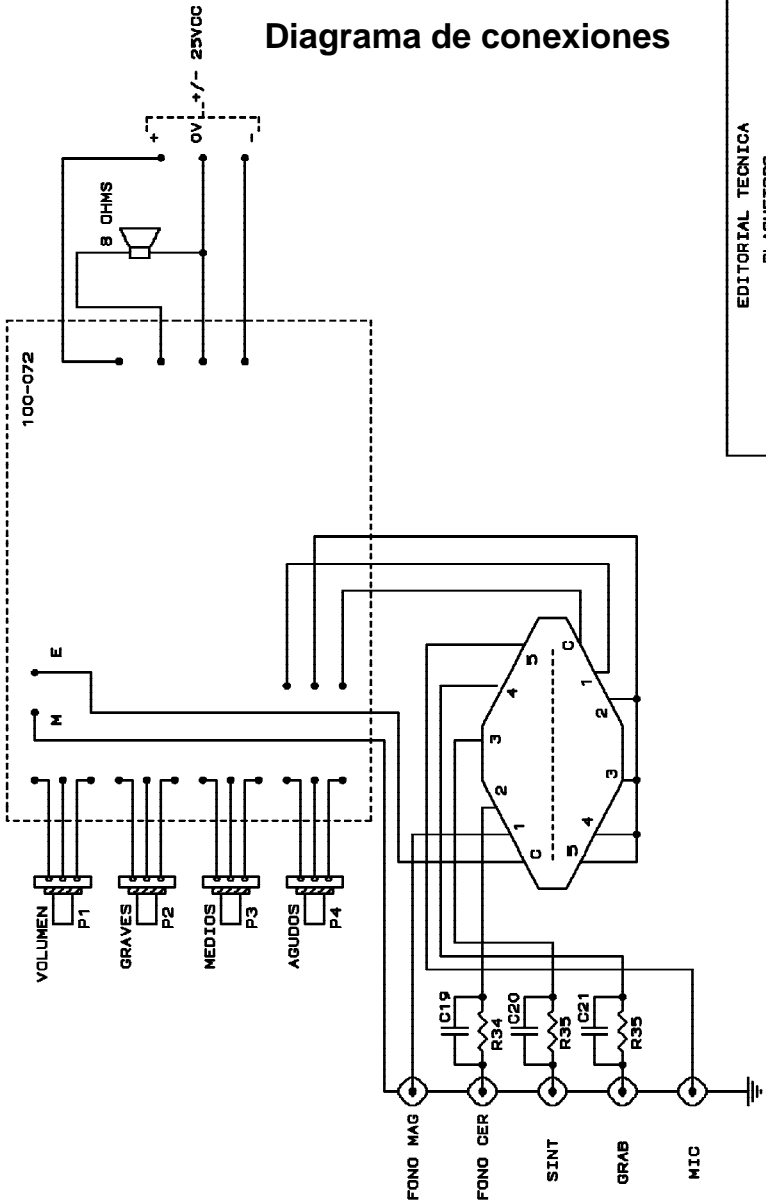 Diagrama de conexiones
+/- 25VCC
+
0V
-
8 OHMS
100-072
EDITORIAL TECNICA
E
M
VOLUMEN
P1
GRAVES
P2
MEDIOS
P3
AGUDOS
P4
C
1
2
3
4
5
C
1
2
3
4
5
C19
R34
C20
R35
C21
R35
FONO MAG
FONO CER
SINT
GRAB
MIC